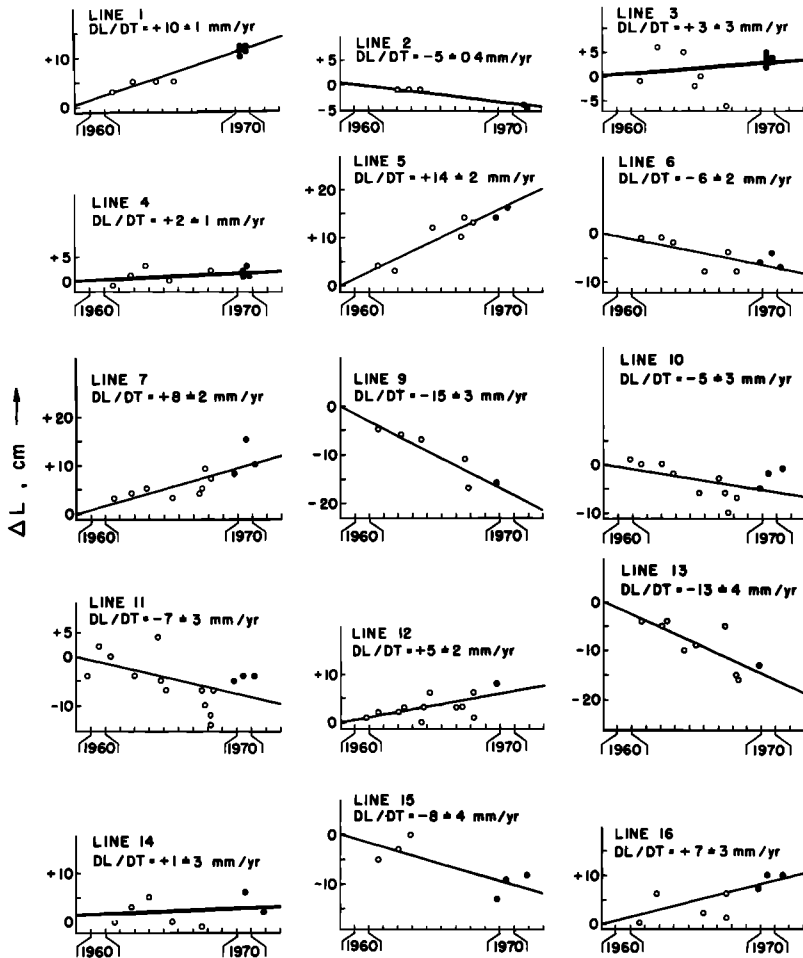 LINE 1
DL/DT = +10 ± 1 mm/yr
+10
0
1960
1970
LINE 2
DL/DT = -5 ± 0 4 mm/yr
0
-5
1960
1970
LINE 3
DL/DT = +3 ± 3 mm/yr
+5
0
-5
1960
1970
LINE 4
DL/DT = +2 ± 1 mm/yr
+5
0
1960
1970
LINE 5
DL/DT = +14 ± 2 mm/yr
+20
+10
0
1960
1970
LINE 6
DL/DT = -6 ± 2 mm/yr
0
-10
1960
1970
ΔL, cm →
LINE 7
DL/DT = +8 ± 2 mm/yr
+20
+10
0
1960
1970
LINE 9
DL/DT = -15 ± 3 mm/yr
0
-10
-20
1960
1970
LINE 10
DL/DT = -5 ± 3 mm/yr
0
-10
1960
1970
LINE 11
DL/DT = -7 ± 3 mm/yr
+5
0
-10
1960
1970
LINE 12
DL/DT = +5 ± 2 mm/yr
+10
0
1960
1970
LINE 13
DL/DT = -13 ± 4 mm/yr
0
-10
-20
1960
1970
LINE 14
DL/DT = +1 ± 3 mm/yr
+10
0
1960
1970
LINE 15
DL/DT = -8 ± 4 mm/yr
0
-10
1960
1970
LINE 16
DL/DT = +7 ± 3 mm/yr
+10
0
1960
1970